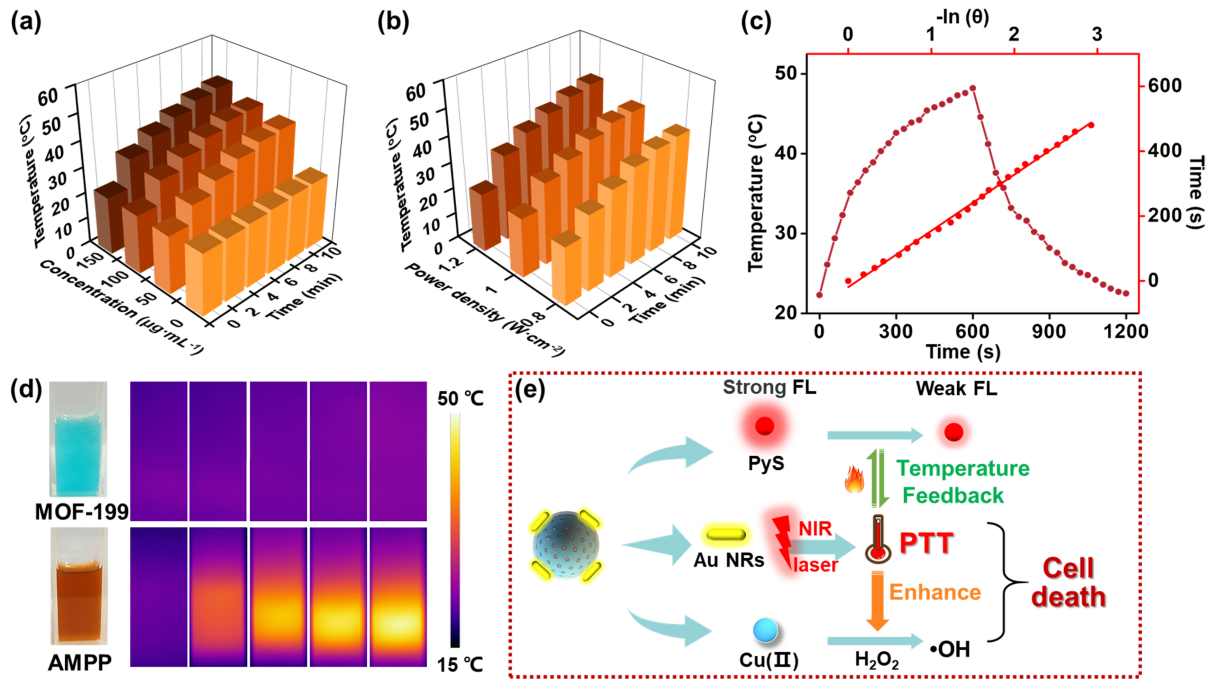 (a)
Temperature (°C)
60
50
40
30
20
10
0
150
100
50
0
Concentration (μg·mL⁻¹)
0
2
4
6
8
10
Time (min)
(b)
Temperature (°C)
60
50
40
30
20
10
0
1.2
1
0.8
Power density (W·cm⁻²)
0
2
4
6
8
10
Time (min)
(c)
-ln (θ)
0 1 2 3
Temperature (°C)
50
40
30
20
600
400
200
0
Time (s)
0 300 600 900 1200
Time (s)
(d)
MOF-199
AMPP
50 ℃
15 ℃
(e)
Strong FL
Weak FL
PyS
Temperature
Feedback
Au NRs
NIR
laser
PTT
Enhance
Cell
death
Cu(Ⅱ)
H₂O₂
•OH